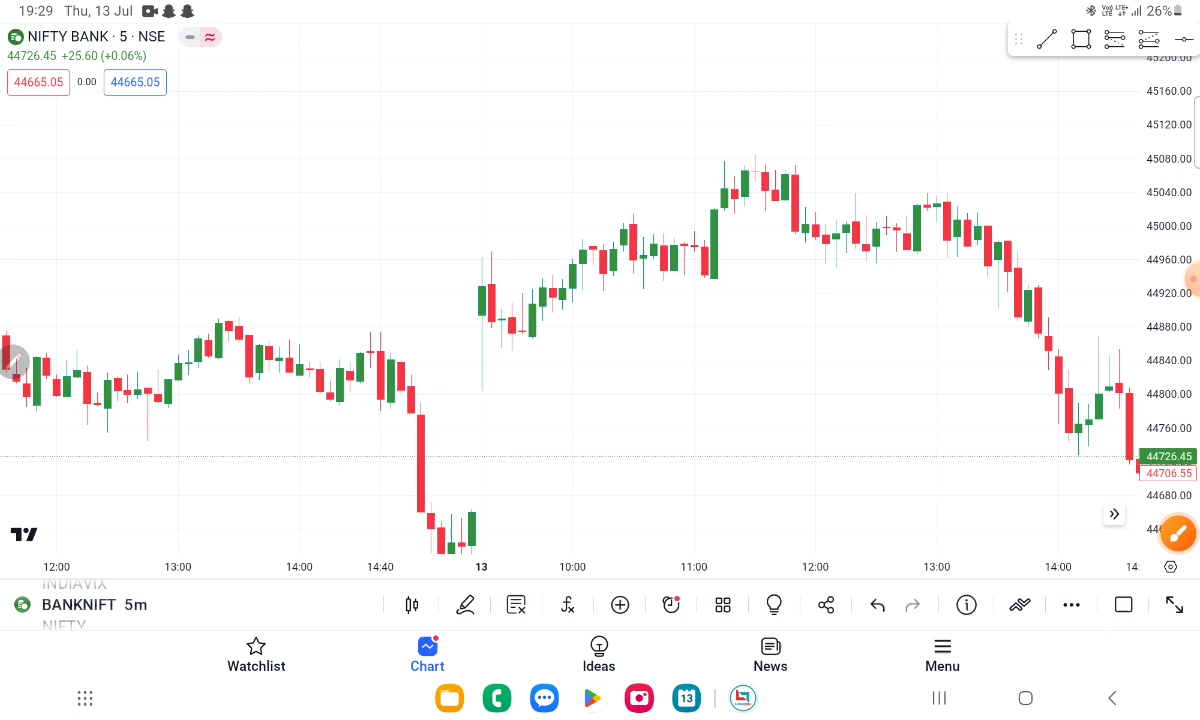 19:29 Thu, 13 Jul
26%
NIFTY BANK · 5 · NSE
44726.45 +25.60 (+0.06%)
44665.05 0.00 44665.05
45200.00
45160.00
45120.00
45080.00
45040.00
45000.00
44960.00
44920.00
44880.00
44840.00
44800.00
44760.00
44726.45
44706.55
44680.00
12:00 13:00 14:00 14:40 13 10:00 11:00 12:00 13:00 14:00 14:
INDIAVIX
BANKNIFT 5m
NIFTY
Watchlist Chart Ideas News Menu
13